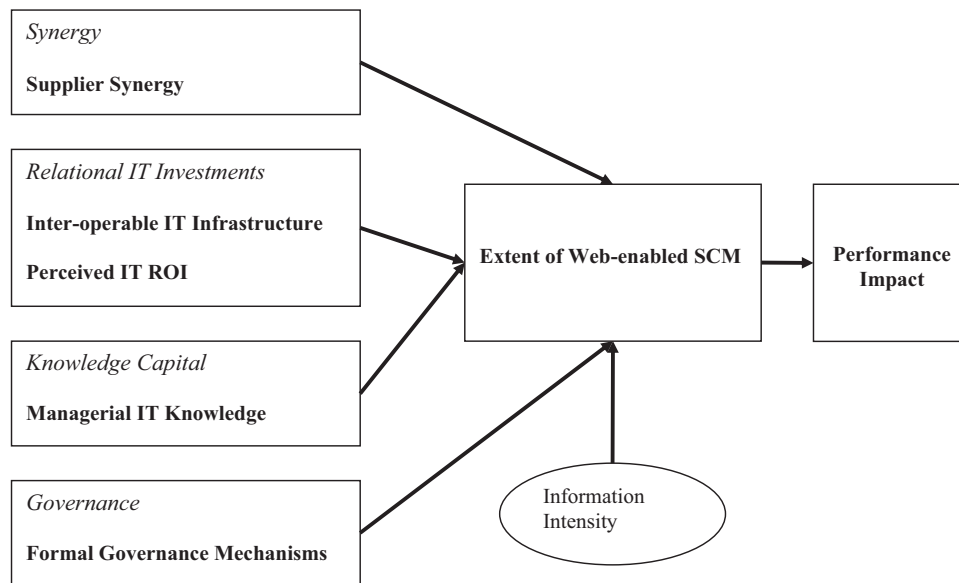 Synergy
Supplier Synergy
Relational IT Investments
Inter-operable IT Infrastructure
Perceived IT ROI
Knowledge Capital
Managerial IT Knowledge
Governance
Formal Governance Mechanisms
Extent of Web-enabled SCM
Information
Intensity
Performance
Impact